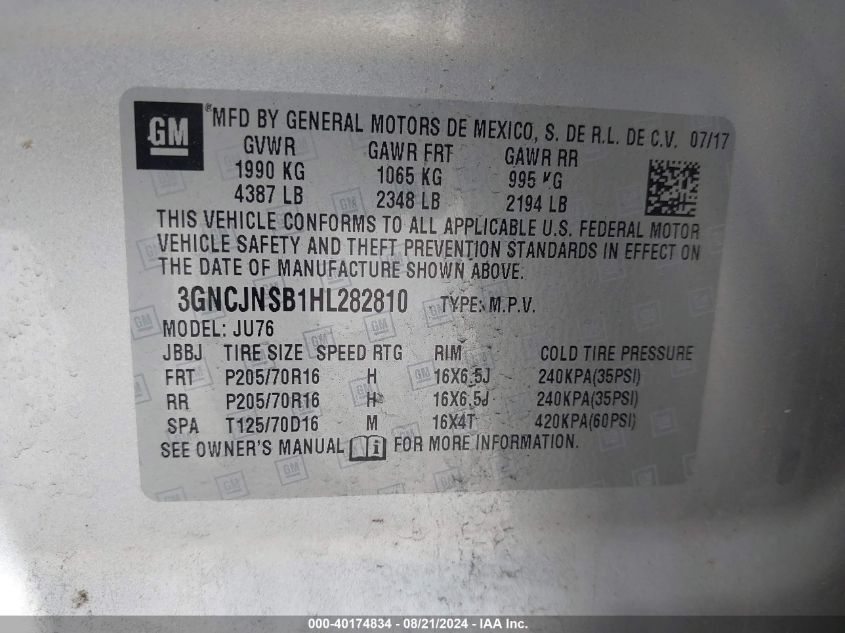 GM ®MFD BY GENERAL MOTORS DE MEXICO, S. DE R.L. DE C.V. 07/17
GVWR GAWR FRT GAWR RR
1990 KG 1065 KG 995 KG
4387 LB 2348 LB 2194 LB
THIS VEHICLE CONFORMS TO ALL APPLICABLE U.S. FEDERAL MOTOR
VEHICLE SAFETY AND THEFT PREVENTION STANDARDS IN EFFECT ON
THE DATE OF MANUFACTURE SHOWN ABOVE.
3GNCJNSB1HL282810 TYPE: M.P.V.
MODEL: JU76
JBBJ TIRE SIZE SPEED RTG RIM COLD TIRE PRESSURE
FRT P205/70R16 H 16X6.5J 240KPA(35PSI)
RR P205/70R16 H 16X6.5J 240KPA(35PSI)
SPA T125/70D16 M 16X4T 420KPA(60PSI)
SEE OWNER'S MANUAL FOR MORE INFORMATION.
000-40174834 - 08/21/2024 - IAA Inc.